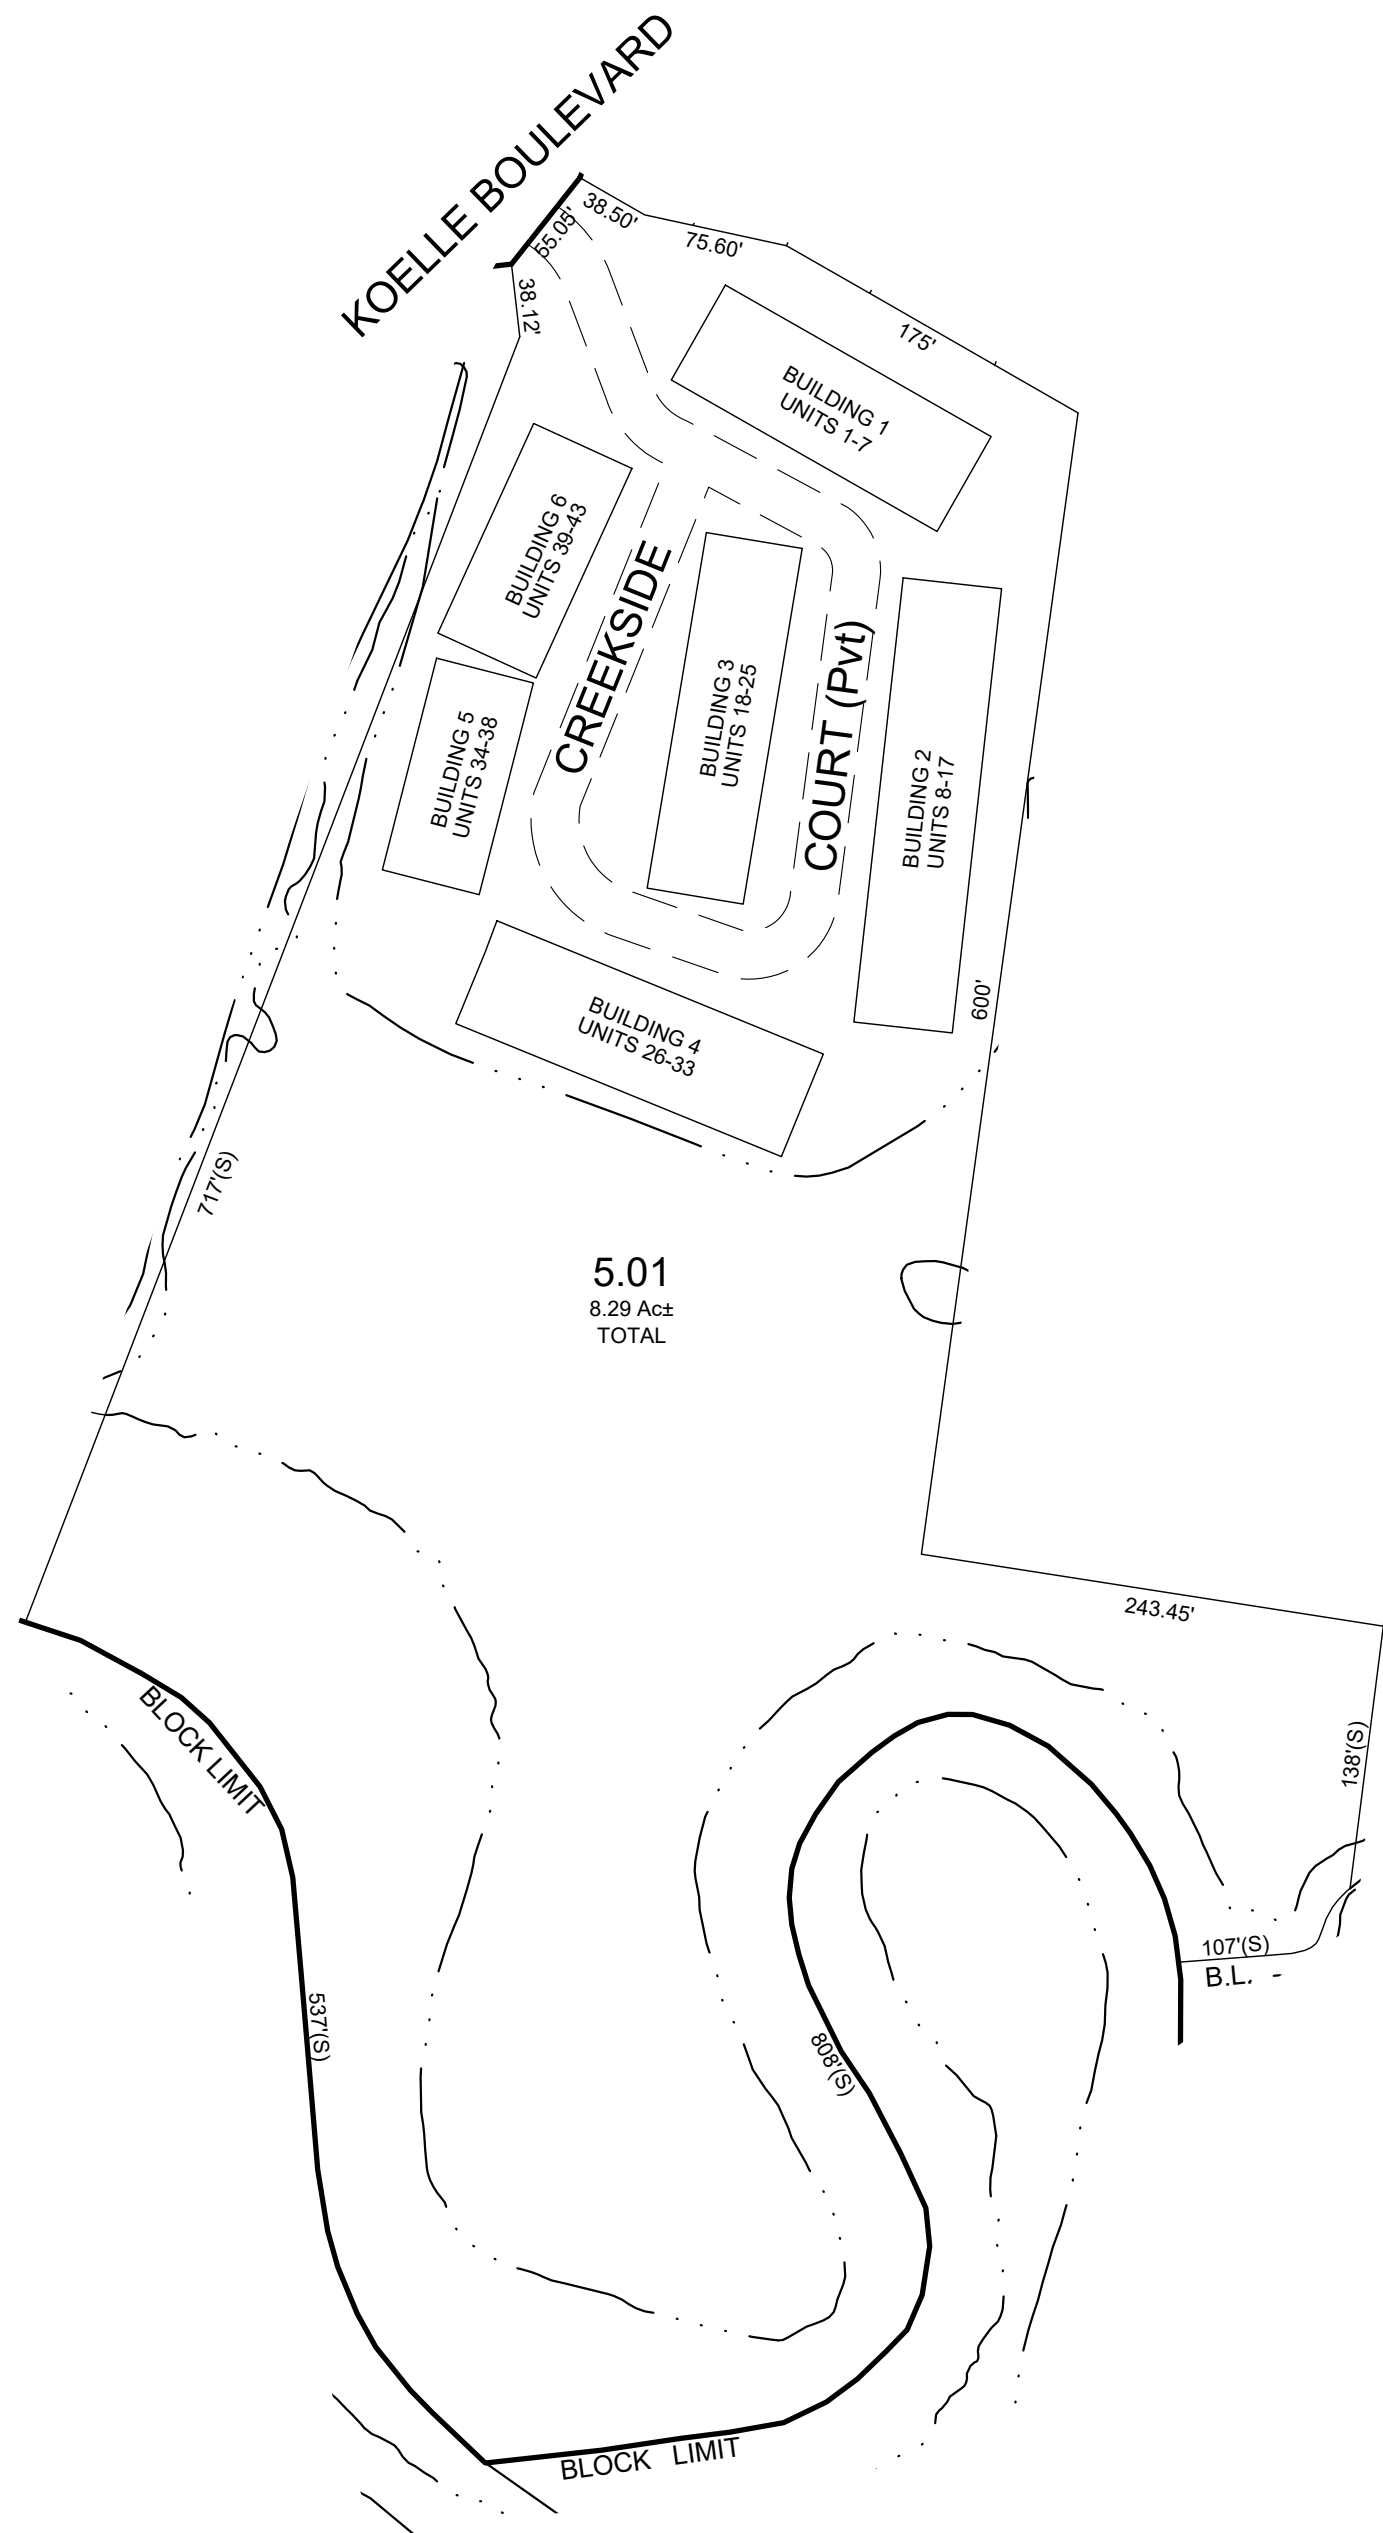 KOELLE BOULEVARD
38.50'
55.05'
75.60'
38.12'
175'
BUILDING 1
UNITS 1-7
BUILDING 6
UNITS 39-43
CREEKSIDE
BUILDING 3
UNITS 18-25
COURT (Pvt)
BUILDING 5
UNITS 34-38
BUILDING 2
UNITS 8-17
600'
BUILDING 4
UNITS 26-33
717'(S)
5.01
8.29 Ac±
TOTAL
243.45'
BLOCK LIMIT
138'(S)
107'(S)
B.L. -
537'(S)
808'(S)
BLOCK LIMIT